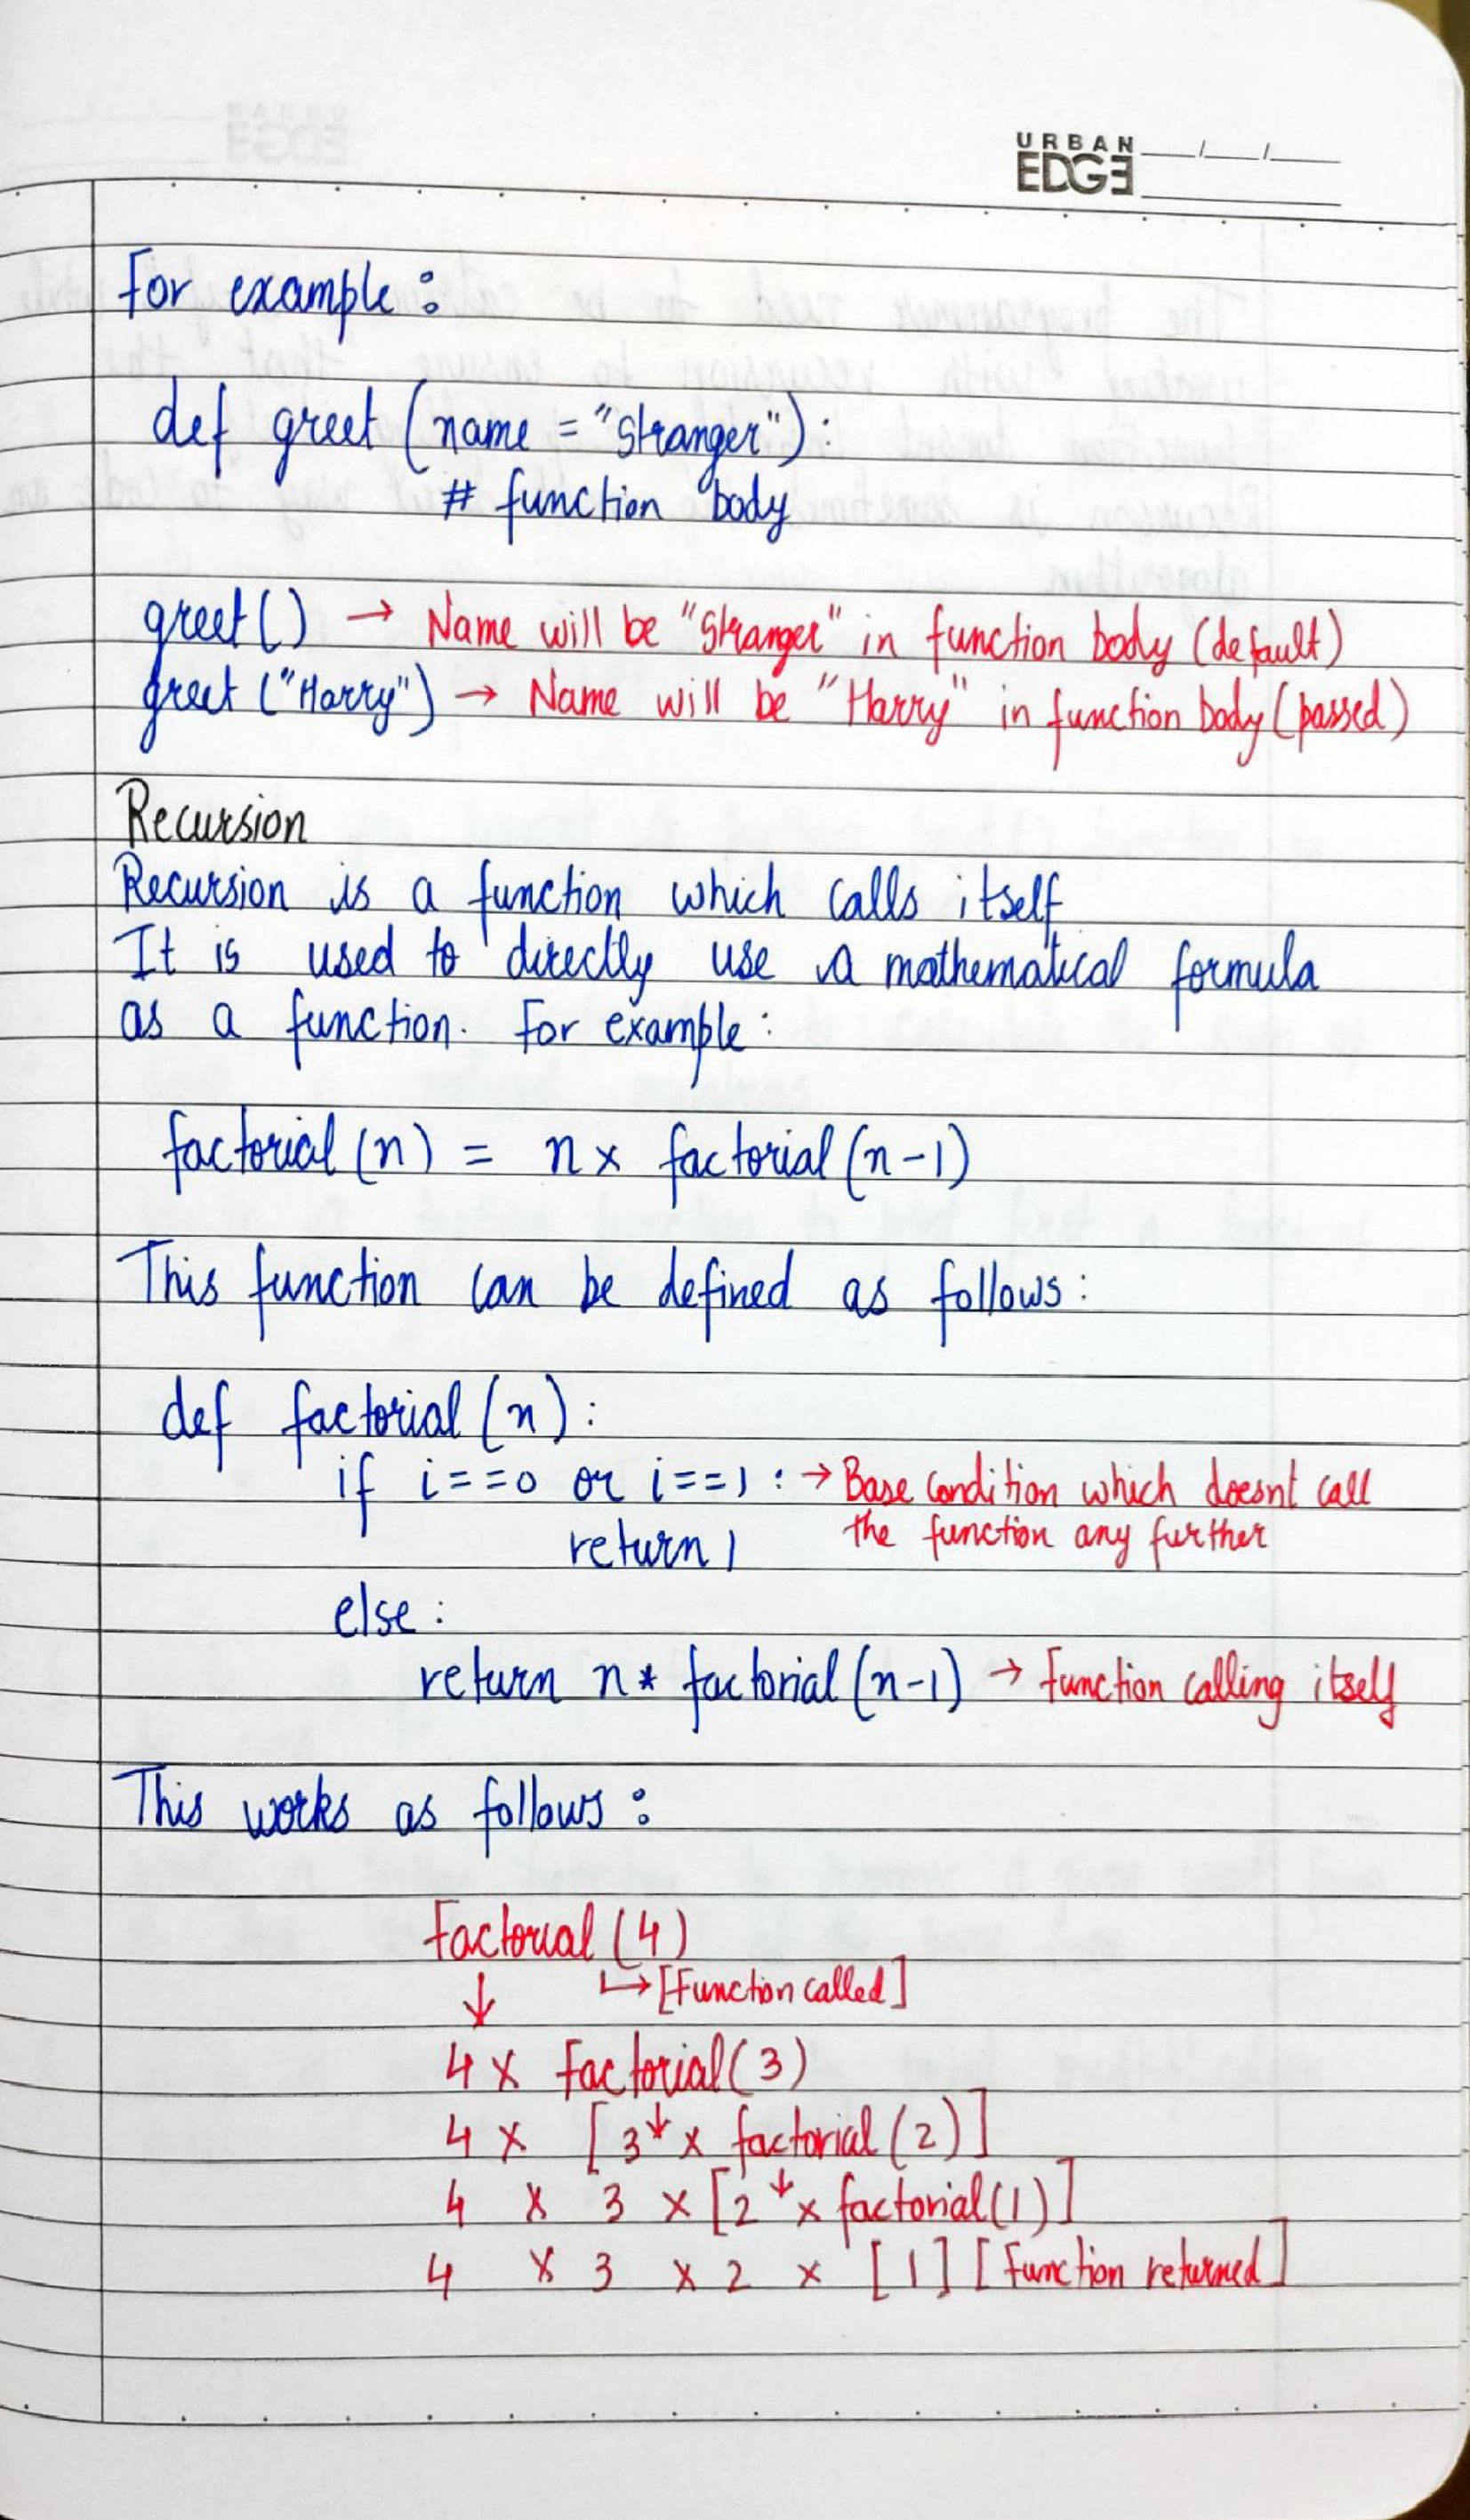 URBAN
EDGE
For example:
def greet (name = "Stranger"):
# function body
greet() → Name will be "Stranger" in function body (default)
greet ("Harry") → Name will be "Harry" in function body (passed)
Recursion
Recursion is a function which calls itself
It is used to directly use a mathematical formula
as a function. For example:
factorial (n) = n x factorial (n-1)
This function can be defined as follows:
def factorial (n):
if i==0 or i==1 : → Base Condition which doesnt call
return 1 the function any further
else:
return n* factorial (n-1) → Function calling itself
This works as follows:
Factorial (4)
↓ ↳ [Function called]
4 x Factorial(3)
4 x [3↓ x factorial (2)]
4 x 3 x [2↓ x factorial(1)]
4 x 3 x 2 x [1] [Function returned]